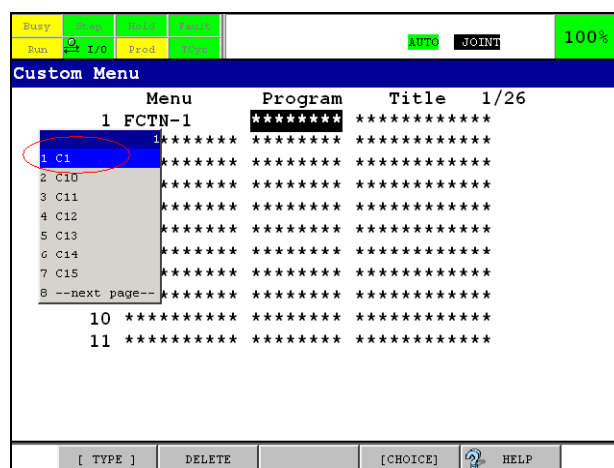 Busy Step Hold Fault
Run I/O Prod TCyc
AUTO JOINT 100%
Custom Menu
Menu Program Title 1/26
1 FCTN-1 ******** ************
1
******* ******** ************
1 C1
******* ******** ************
2 C10
******* ******** ************
3 C11
******* ******** ************
4 C12
******* ******** ************
5 C13
******* ******** ************
6 C14
******* ******** ************
7 C15
8 --next page--
******* ******** ************
10 ********** ******** ************
11 ********** ******** ************
[ TYPE ] DELETE [CHOICE] HELP